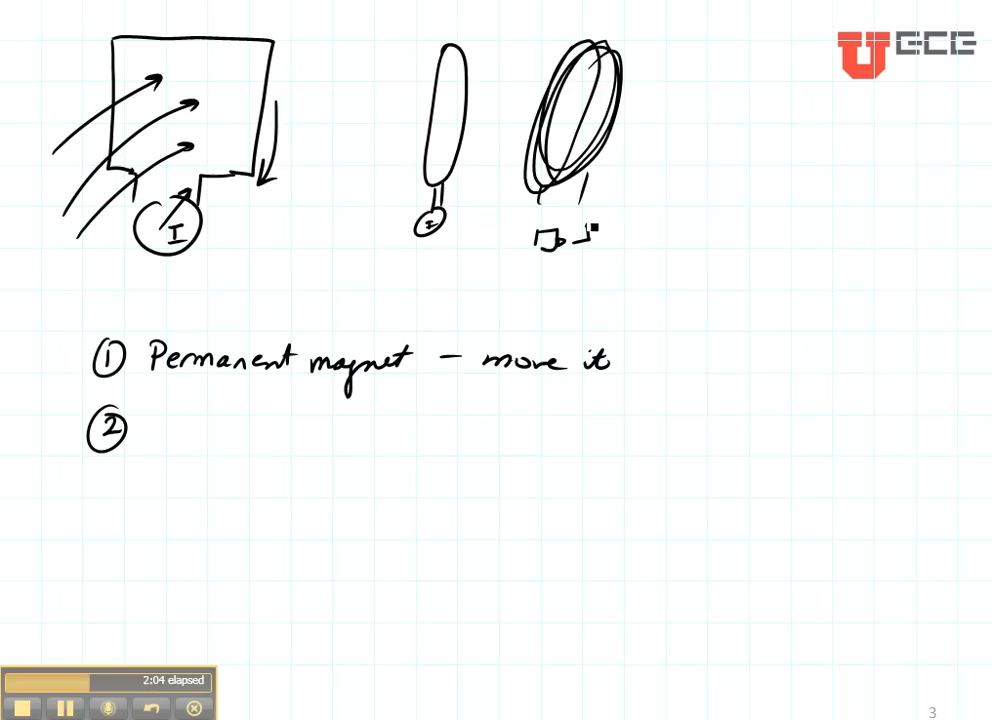 U ECE
I
I
① Permanent magnet – move it
②
2:04 elapsed
3